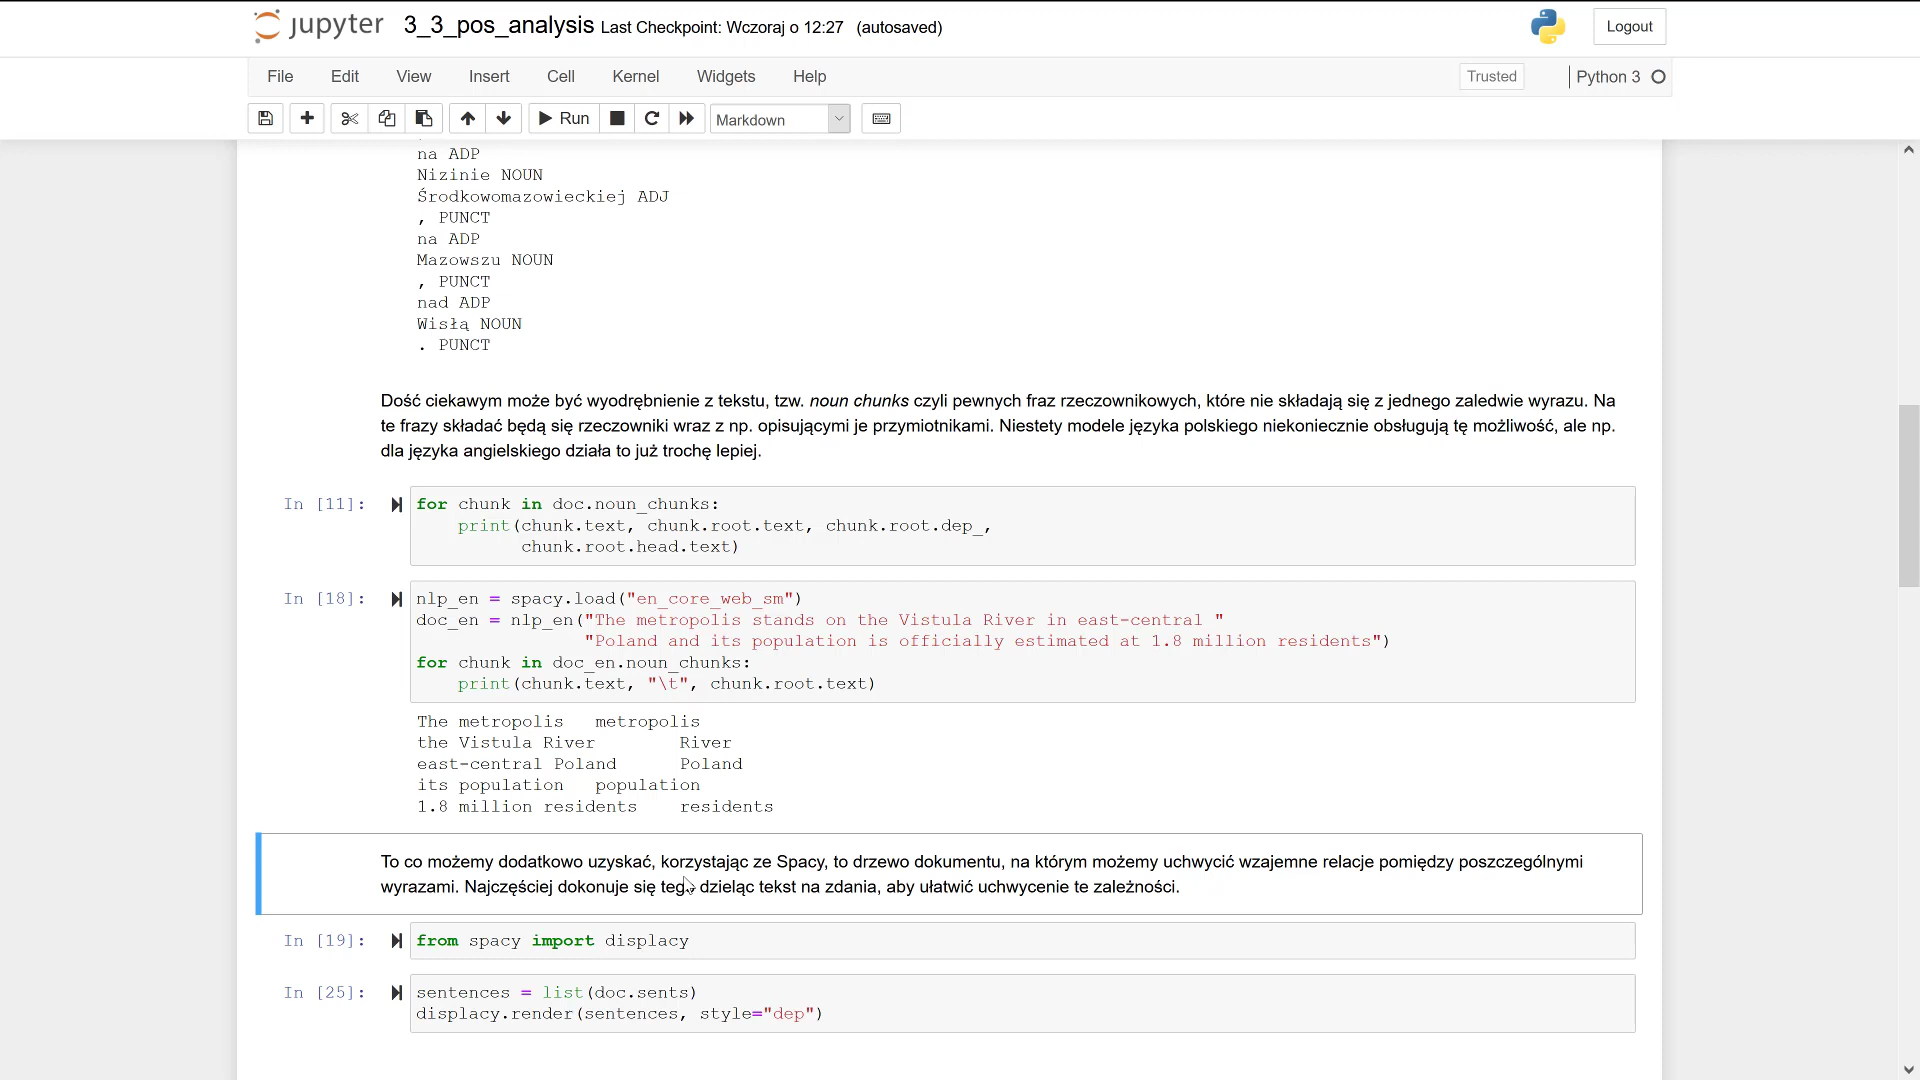 jupyter 3_3_pos_analysis Last Checkpoint: Wczoraj o 12:27 (autosaved)
Logout
File Edit View Insert Cell Kernel Widgets Help
Trusted Python 3
Run Markdown
na ADP
Nizinie NOUN
Środkowomazowieckiej ADJ
, PUNCT
na ADP
Mazowszu NOUN
, PUNCT
nad ADP
Wisłą NOUN
. PUNCT
Dość ciekawym może być wyodrębnienie z tekstu, tzw. noun chunks czyli pewnych fraz rzeczownikowych, które nie składają się z jednego zaledwie wyrazu. Na
te frazy składać będą się rzeczowniki wraz z np. opisującymi je przymiotnikami. Niestety modele języka polskiego niekoniecznie obsługują tę możliwość, ale np.
dla języka angielskiego działa to już trochę lepiej.
In [11]: for chunk in doc.noun_chunks:
print(chunk.text, chunk.root.text, chunk.root.dep_,
chunk.root.head.text)
In [18]: nlp_en = spacy.load("en_core_web_sm")
doc_en = nlp_en("The metropolis stands on the Vistula River in east-central "
"Poland and its population is officially estimated at 1.8 million residents")
for chunk in doc_en.noun_chunks:
print(chunk.text, "\t", chunk.root.text)
The metropolis metropolis
the Vistula River River
east-central Poland Poland
its population population
1.8 million residents residents
To co możemy dodatkowo uzyskać, korzystając ze Spacy, to drzewo dokumentu, na którym możemy uchwycić wzajemne relacje pomiędzy poszczególnymi
wyrazami. Najczęściej dokonuje się tego dzieląc tekst na zdania, aby ułatwić uchwycenie te zależności.
In [19]: from spacy import displacy
In [25]: sentences = list(doc.sents)
displacy.render(sentences, style="dep")